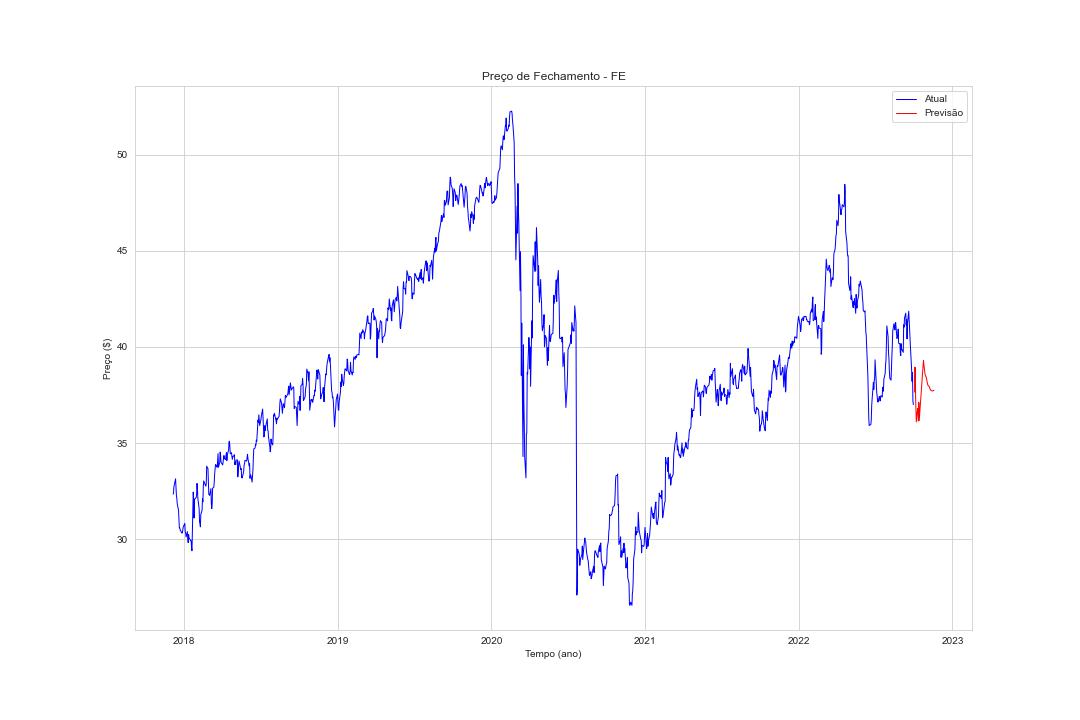 Preço de Fechamento - FE
Atual
Previsão
Preço ($)
50
45
40
35
30
2018 2019 2020 2021 2022 2023
Tempo (ano)